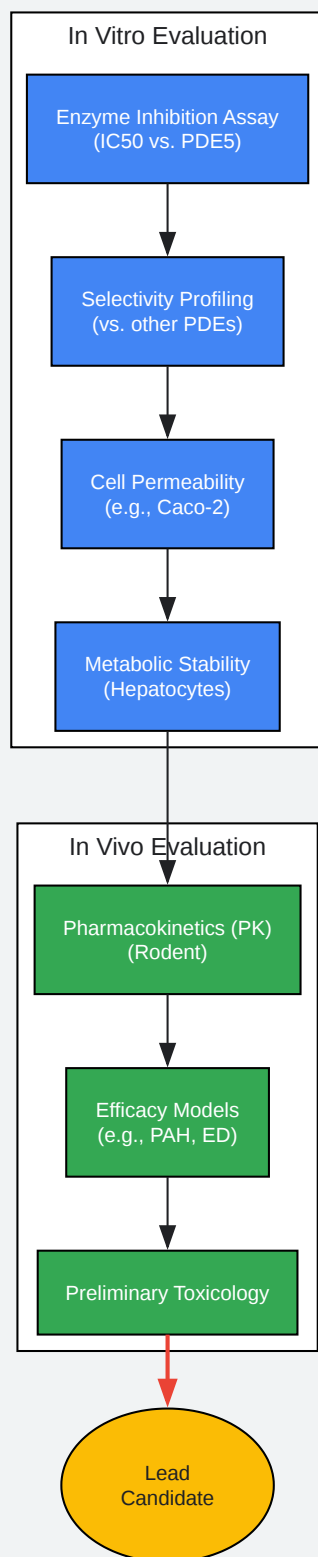 In Vitro Evaluation
Enzyme Inhibition Assay
(IC50 vs. PDE5)
Selectivity Profiling
(vs. other PDEs)
Cell Permeability
(e.g., Caco-2)
Metabolic Stability
(Hepatocytes)
In Vivo Evaluation
Pharmacokinetics (PK)
(Rodent)
Efficacy Models
(e.g., PAH, ED)
Preliminary Toxicology
Lead
Candidate